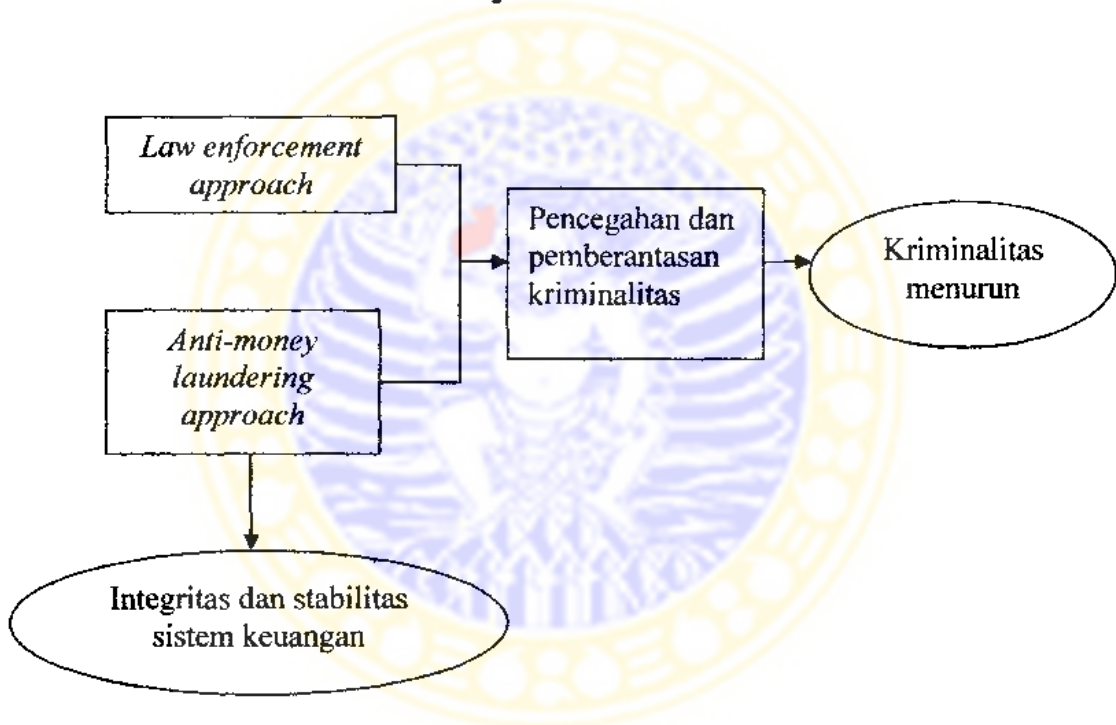 Law enforcement
approach
Pencegahan dan
pemberantasan
kriminalitas
Kriminalitas
menurun
Anti-money
laundering
approach
Integritas dan stabilitas
sistem keuangan